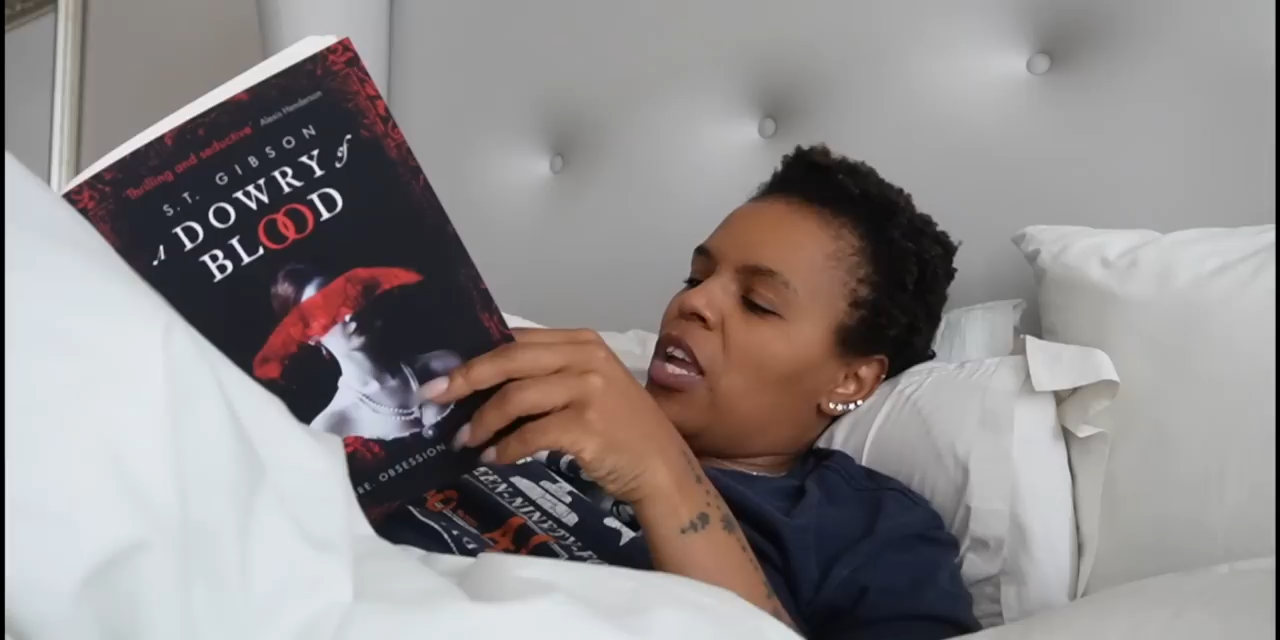 'Thrilling and seductive' Alexis Henderson
S.T. GIBSON
A DOWRY of
BLOOD
OBSESSION